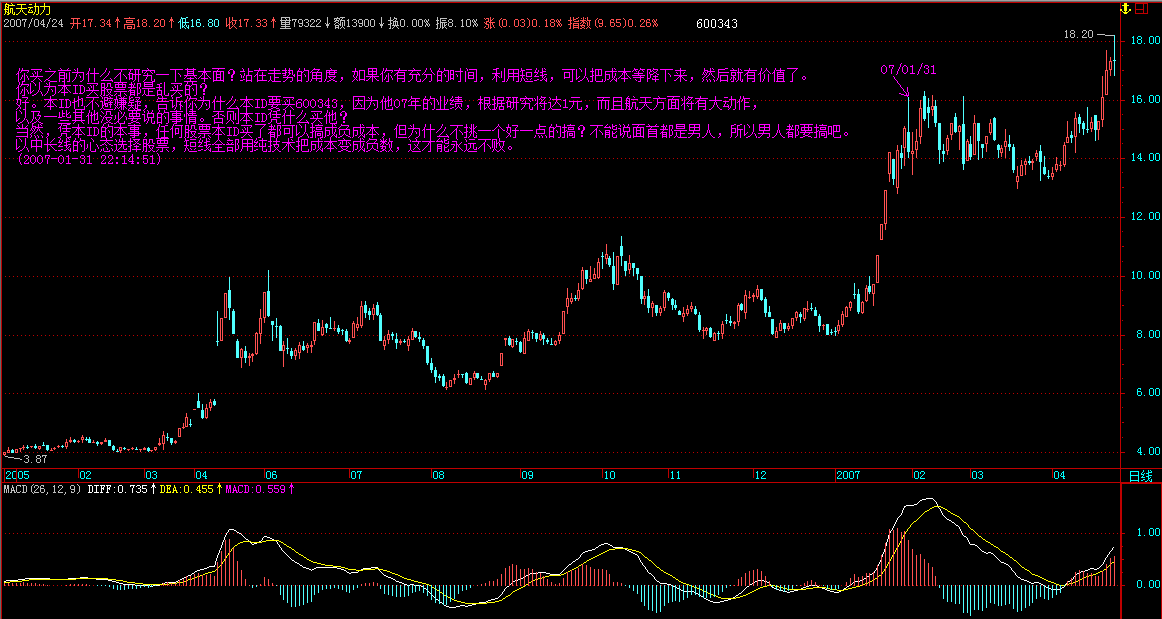 航天动力
2007/04/24 开17.34↑高18.20↑低16.80 收17.33↑量79322↓额13900↓换0.00% 振8.10% 涨(0.03)0.18% 指数(9.65)0.26% 600343
18.20
18.00
07/01/31
你买之前为什么不研究一下基本面？站在走势的角度，如果你有充分的时间，利用短线，可以把成本等降下来，然后就有价值了。
你以为本ID买股票都是乱买的？
好。本ID也不避嫌疑，告诉你为什么本ID要买600343，因为他07年的业绩，根据研究将达1元，而且航天方面将有大动作，
以及一些其他没必要说的事情。否则本ID凭什么买他？
当然，凭本ID的本事，任何股票本ID买了都可以搞成负成本，但为什么不挑一个好一点的搞？不能说面首都是男人，所以男人都要搞吧。
以中长线的心态选择股票，短线全部用纯技术把成本变成负数，这才能永远不败。
(2007-01-31 22:14:51)
16.00
14.00
12.00
10.00
8.00
6.00
4.00
3.87
2005 02 03 04 06 07 08 09 10 11 12 2007 02 03 04 日线
MACD(26,12,9) DIFF:0.735↑DEA:0.455↑MACD:0.559↑
1.00
0.00